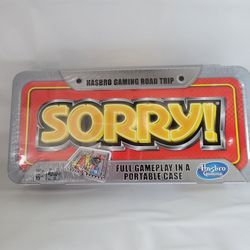 HASBRO GAMING ROAD TRIP
SORRY!
FULL GAMEPLAY IN A
PORTABLE CASE
Hasbro
Gaming